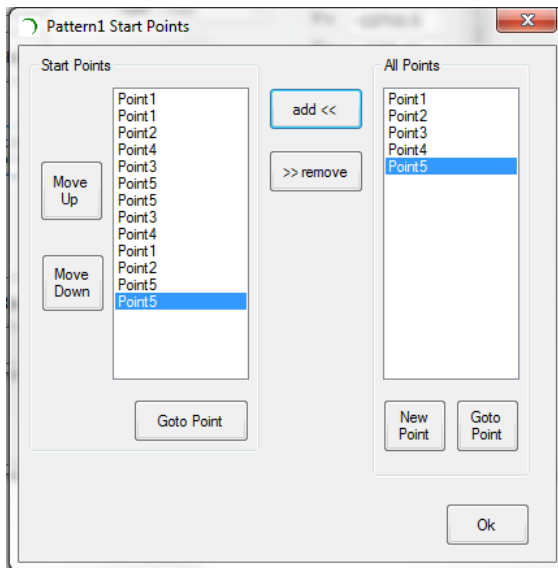 Pattern1 Start Points
Start Points
Point1
Point1
Point2
Point4
Point3
Point5
Point5
Point3
Point4
Point1
Point2
Point5
Point5
Move
Up
Move
Down
Goto Point
add <<
>> remove
All Points
Point1
Point2
Point3
Point4
Point5
New
Point
Goto
Point
Ok